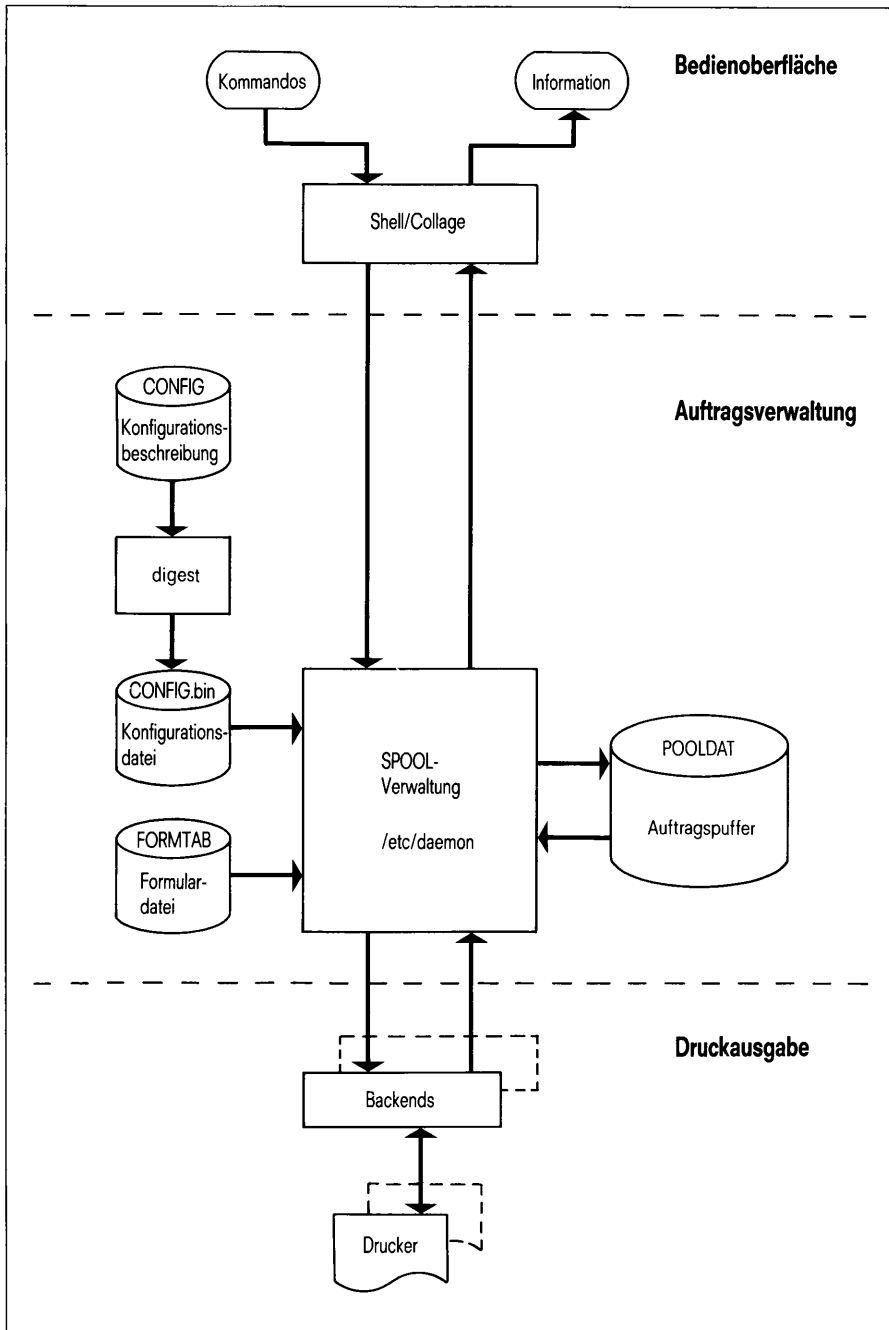 Bedienoberfläche
Kommandos
Information
Shell/Collage
Auftragsverwaltung
CONFIG
Konfigurations-
beschreibung
digest
CONFIG.bin
Konfigurations-
datei
FORMTAB
Formular-
datei
SPOOL-
Verwaltung
/etc/daemon
POOLDAT
Auftragspuffer
Druckausgabe
Backends
Drucker